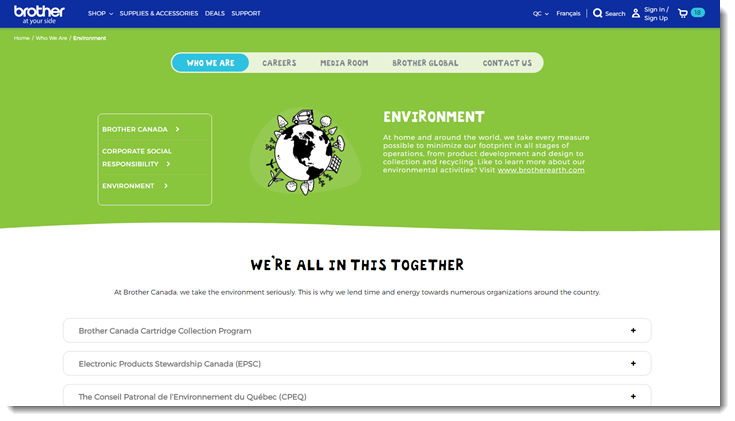 brother
at your side
SHOP SUPPLIES & ACCESSORIES DEALS SUPPORT
QC Français Search Sign In /
Sign Up
Home / Who We Are / Environment
WHO WE ARE CAREERS MEDIA ROOM BROTHER GLOBAL CONTACT US
BROTHER CANADA
CORPORATE SOCIAL
RESPONSIBILITY
ENVIRONMENT
ENVIRONMENT
At home and around the world, we take every measure
possible to minimize our footprint in all stages of
operations, from product development and design to
collection and recycling. Like to learn more about our
environmental activities? Visit www.brotherearth.com
WE'RE ALL IN THIS TOGETHER
At Brother Canada, we take the environment seriously. This is why we lend time and energy towards numerous organizations around the country.
Brother Canada Cartridge Collection Program +
Electronic Products Stewardship Canada (EPSC) +
The Conseil Patronal de l'Environnement du Québec (CPEQ) +